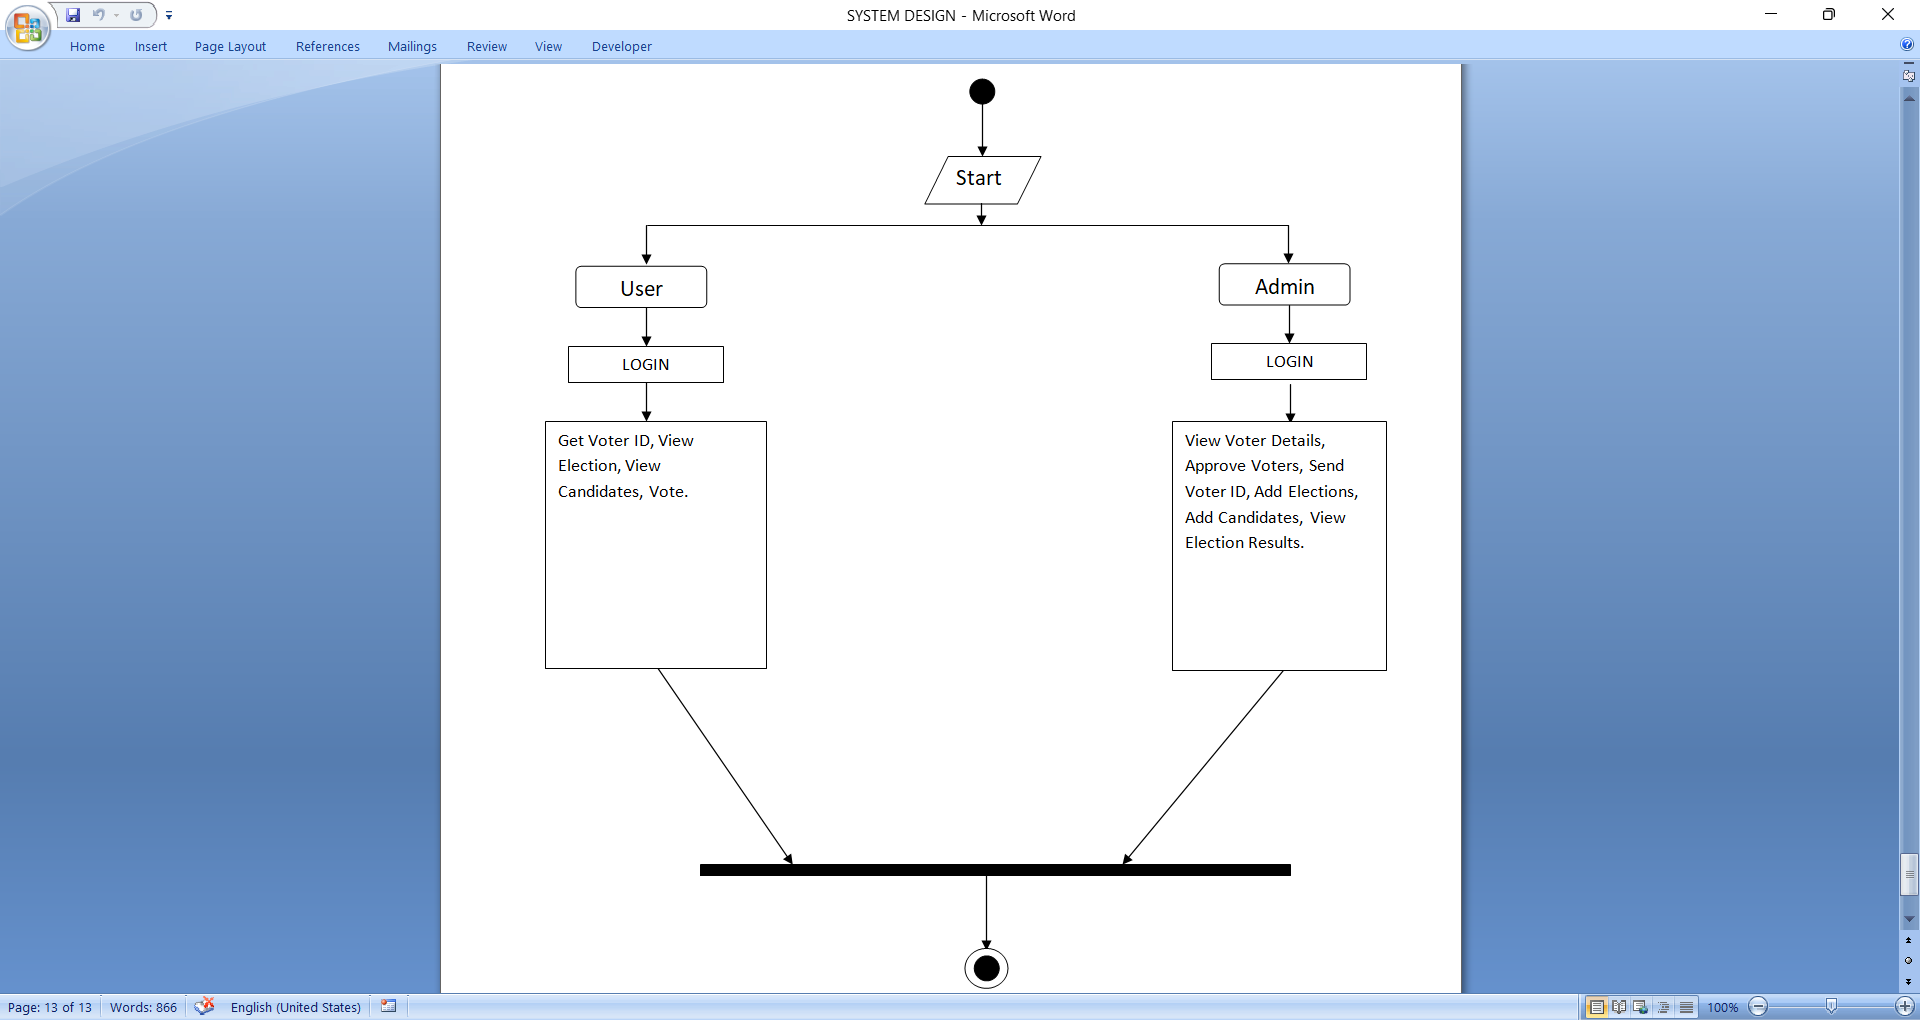 SYSTEM DESIGN - Microsoft Word
Home Insert Page Layout References Mailings Review View Developer
Start
User
Admin
LOGIN
LOGIN
Get Voter ID, View
Election, View
Candidates, Vote.
View Voter Details,
Approve Voters, Send
Voter ID, Add Elections,
Add Candidates, View
Election Results.
Page: 13 of 13 Words: 866 English (United States) 100%